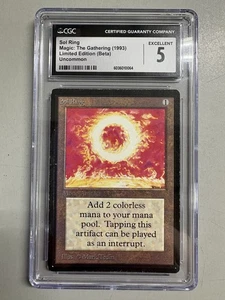 CGC
CERTIFIED GUARANTY COMPANY
Sol Ring
Magic: The Gathering (1993)
Limited Edition (Beta)
Uncommon
EXCELLENT
5
Sol Ring
1
Add 2 colorless
mana to your mana
pool. Tapping this
artifact can be played
as an interrupt.